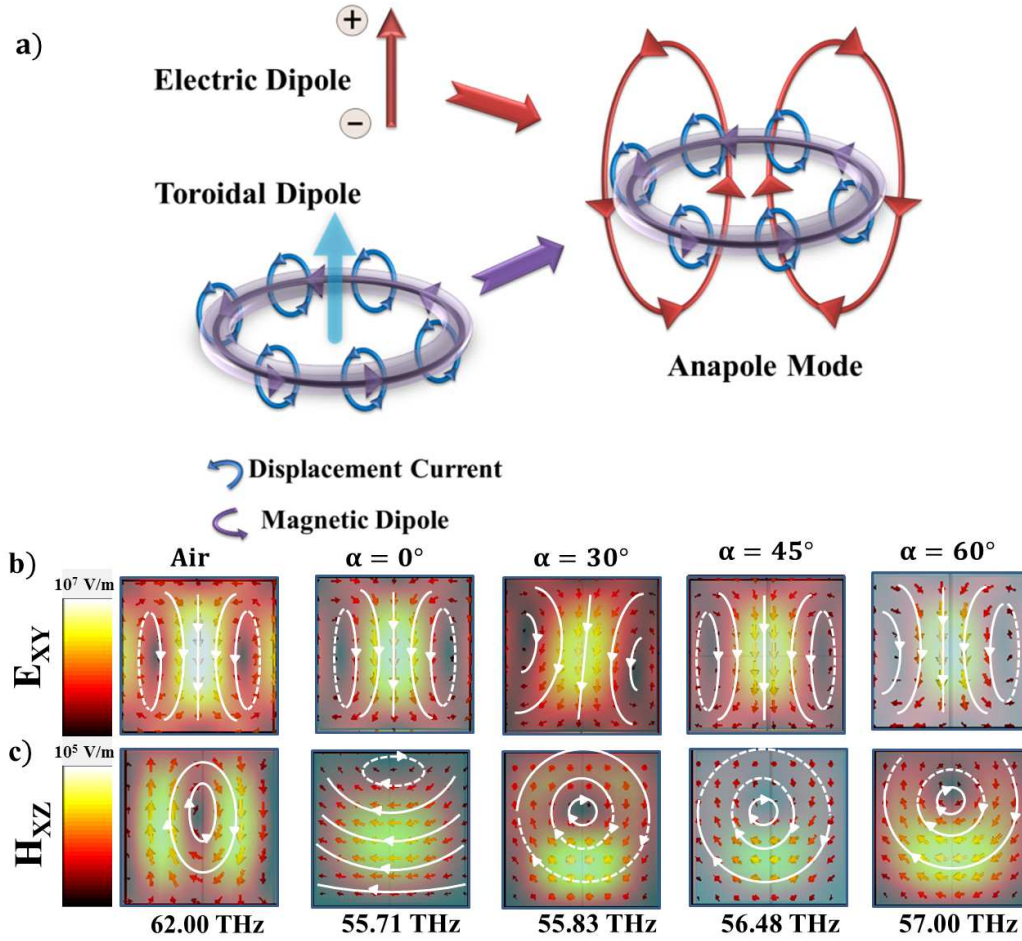 a)
+
Electric Dipole
−
Toroidal Dipole
Anapole Mode
Displacement Current
Magnetic Dipole
b)
Air
α = 0°
α = 30°
α = 45°
α = 60°
10⁷ V/m
E_XY
c)
10⁵ V/m
H_XZ
62.00 THz
55.71 THz
55.83 THz
56.48 THz
57.00 THz